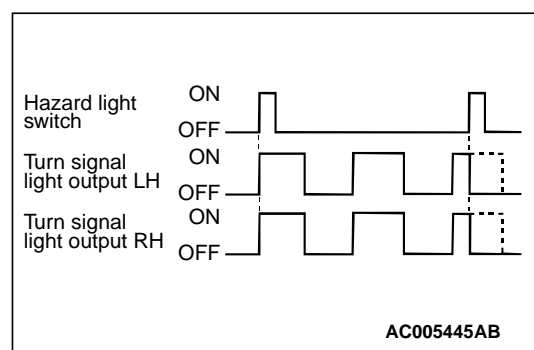 Hazard light
switch
ON
OFF
Turn signal
light output LH
ON
OFF
Turn signal
light output RH
ON
OFF
AC005445AB